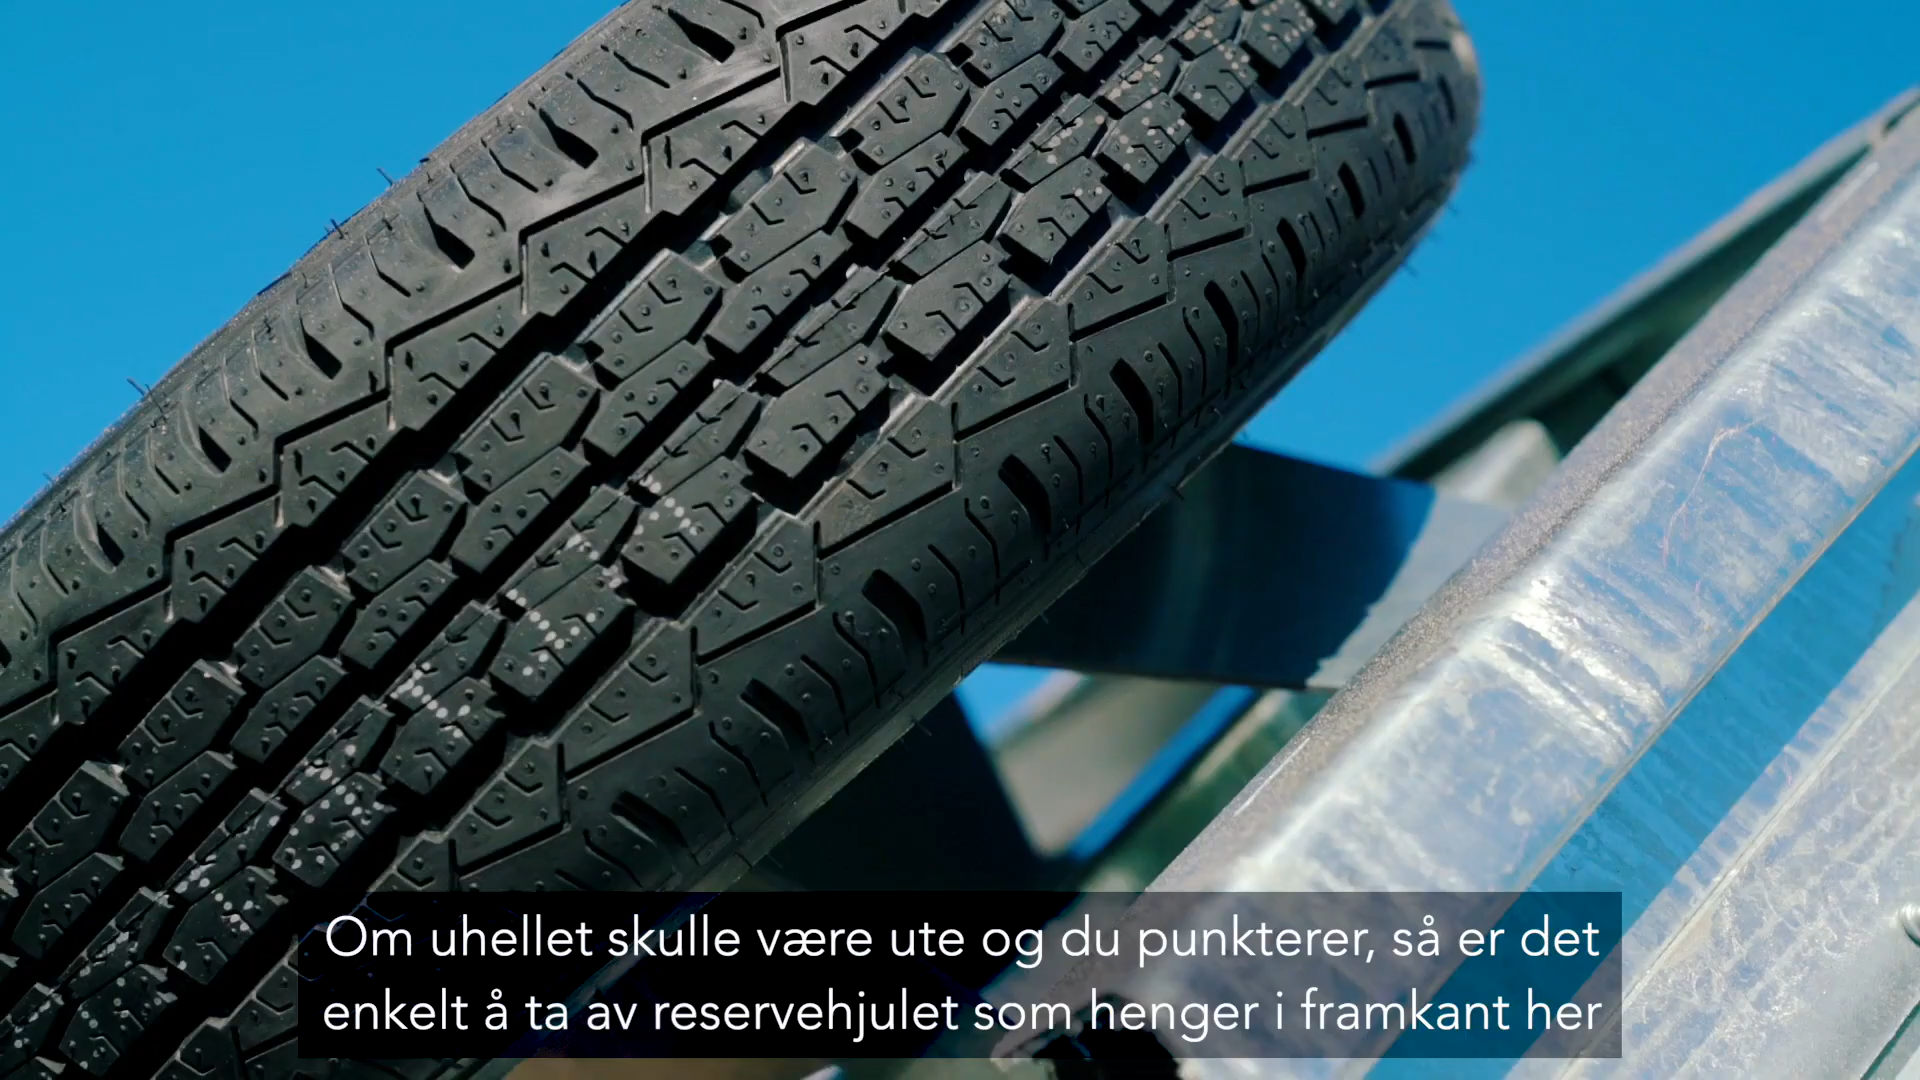 Om uhellet skulle være ute og du punkterer, så er det
enkelt å ta av reservehjulet som henger i framkant her